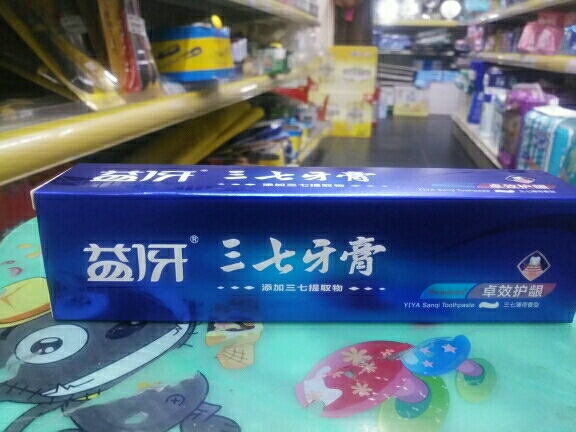 益伢 三七牙膏
添加三七提取物
卓效护龈
益伢® 三七牙膏
添加三七提取物
卓效护龈
YIYA Sanqi Toothpaste 三七薄荷香型